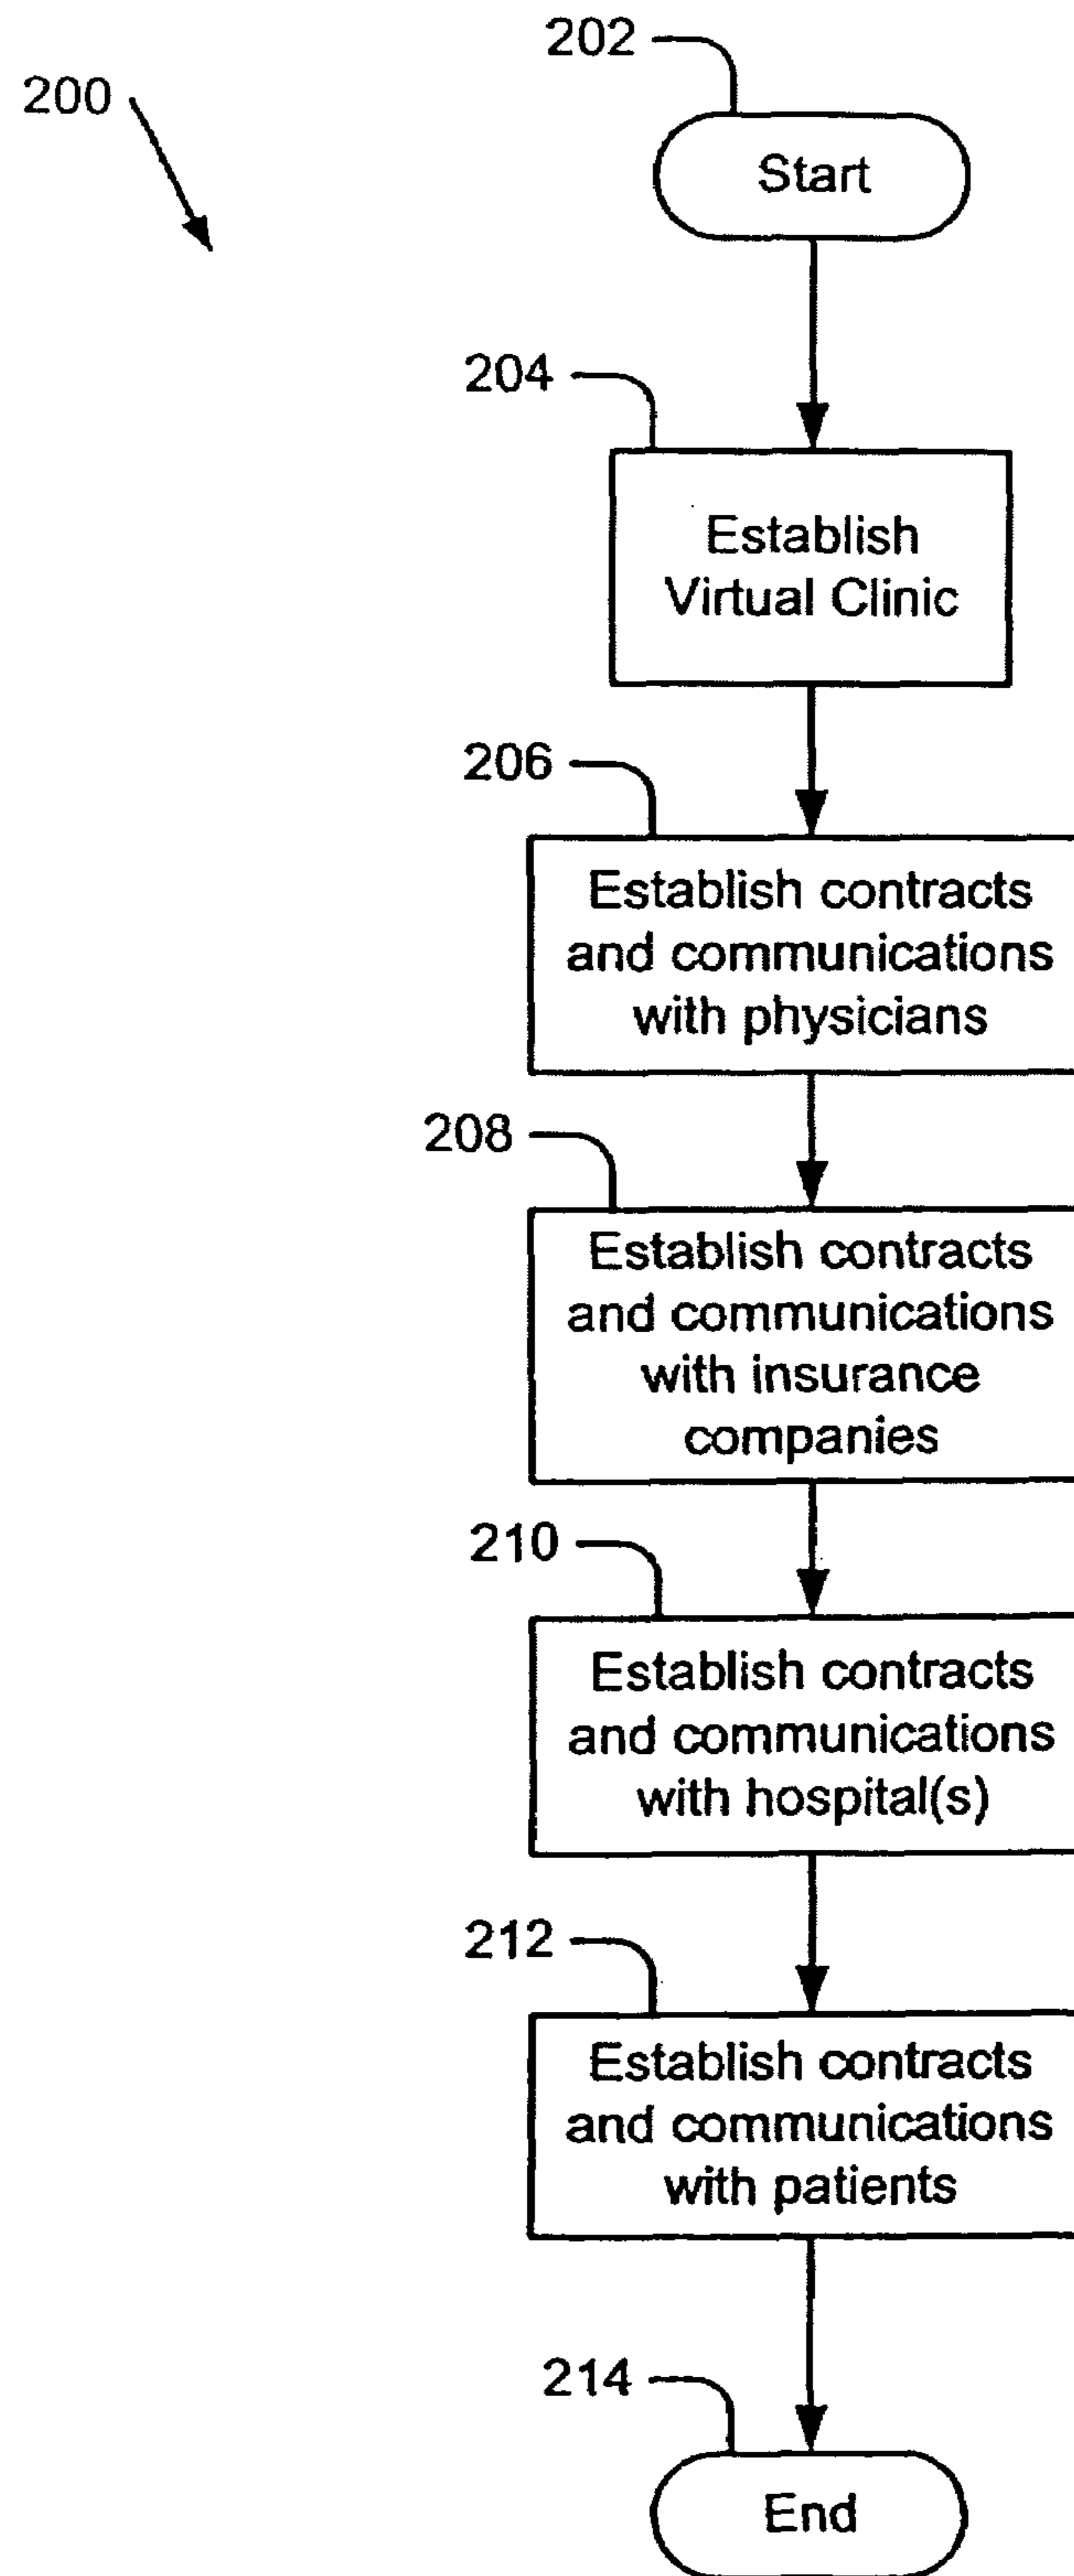 200
202
Start
204
Establish
Virtual Clinic
206
Establish contracts
and communications
with physicians
208
Establish contracts
and communications
with insurance
companies
210
Establish contracts
and communications
with hospital(s)
212
Establish contracts
and communications
with patients
214
End